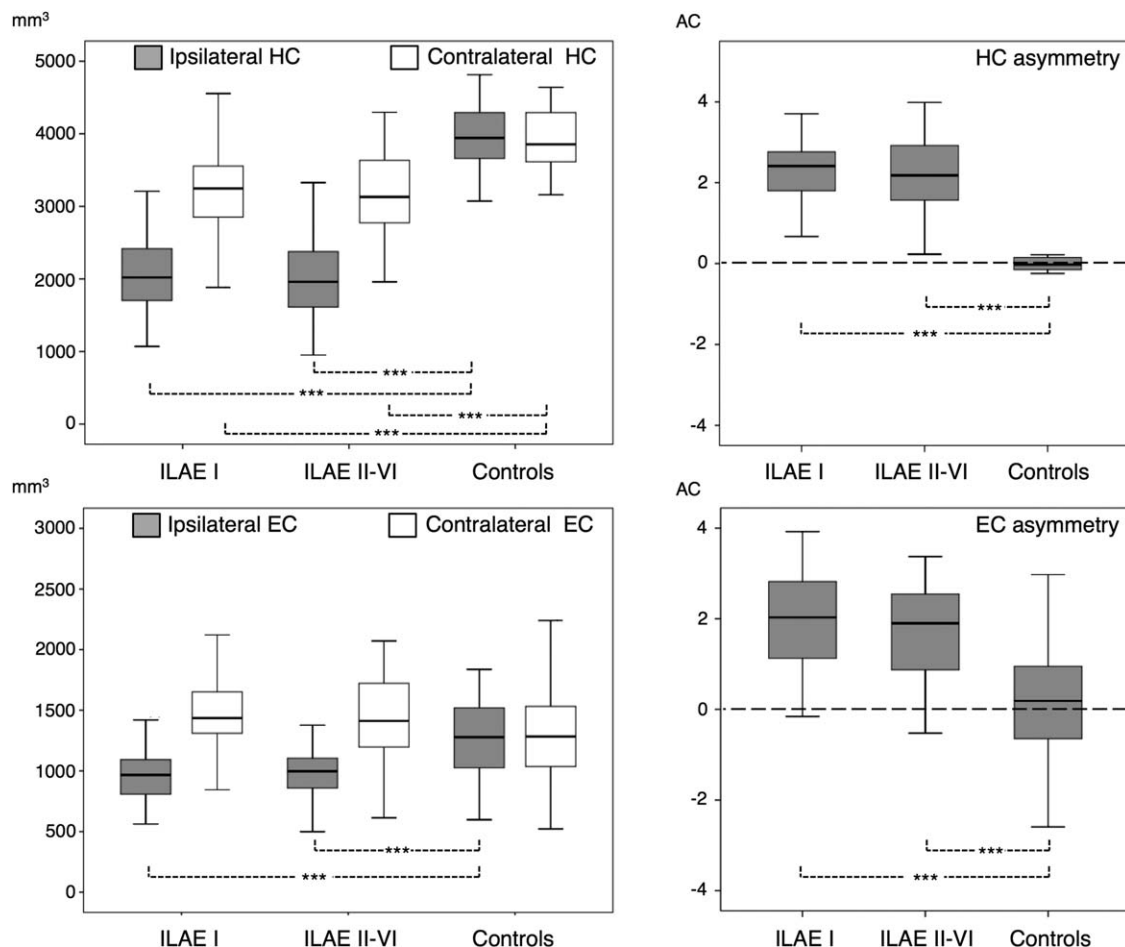 mm³
Ipsilateral HC
Contralateral HC
5000
4000
3000
2000
1000
0
***
***
***
***
ILAE I
ILAE II-VI
Controls
AC
HC asymmetry
4
2
0
-2
-4
***
***
ILAE I
ILAE II-VI
Controls
mm³
Ipsilateral EC
Contralateral EC
3000
2500
2000
1500
1000
500
0
***
***
ILAE I
ILAE II-VI
Controls
AC
EC asymmetry
4
2
0
-2
-4
***
***
ILAE I
ILAE II-VI
Controls